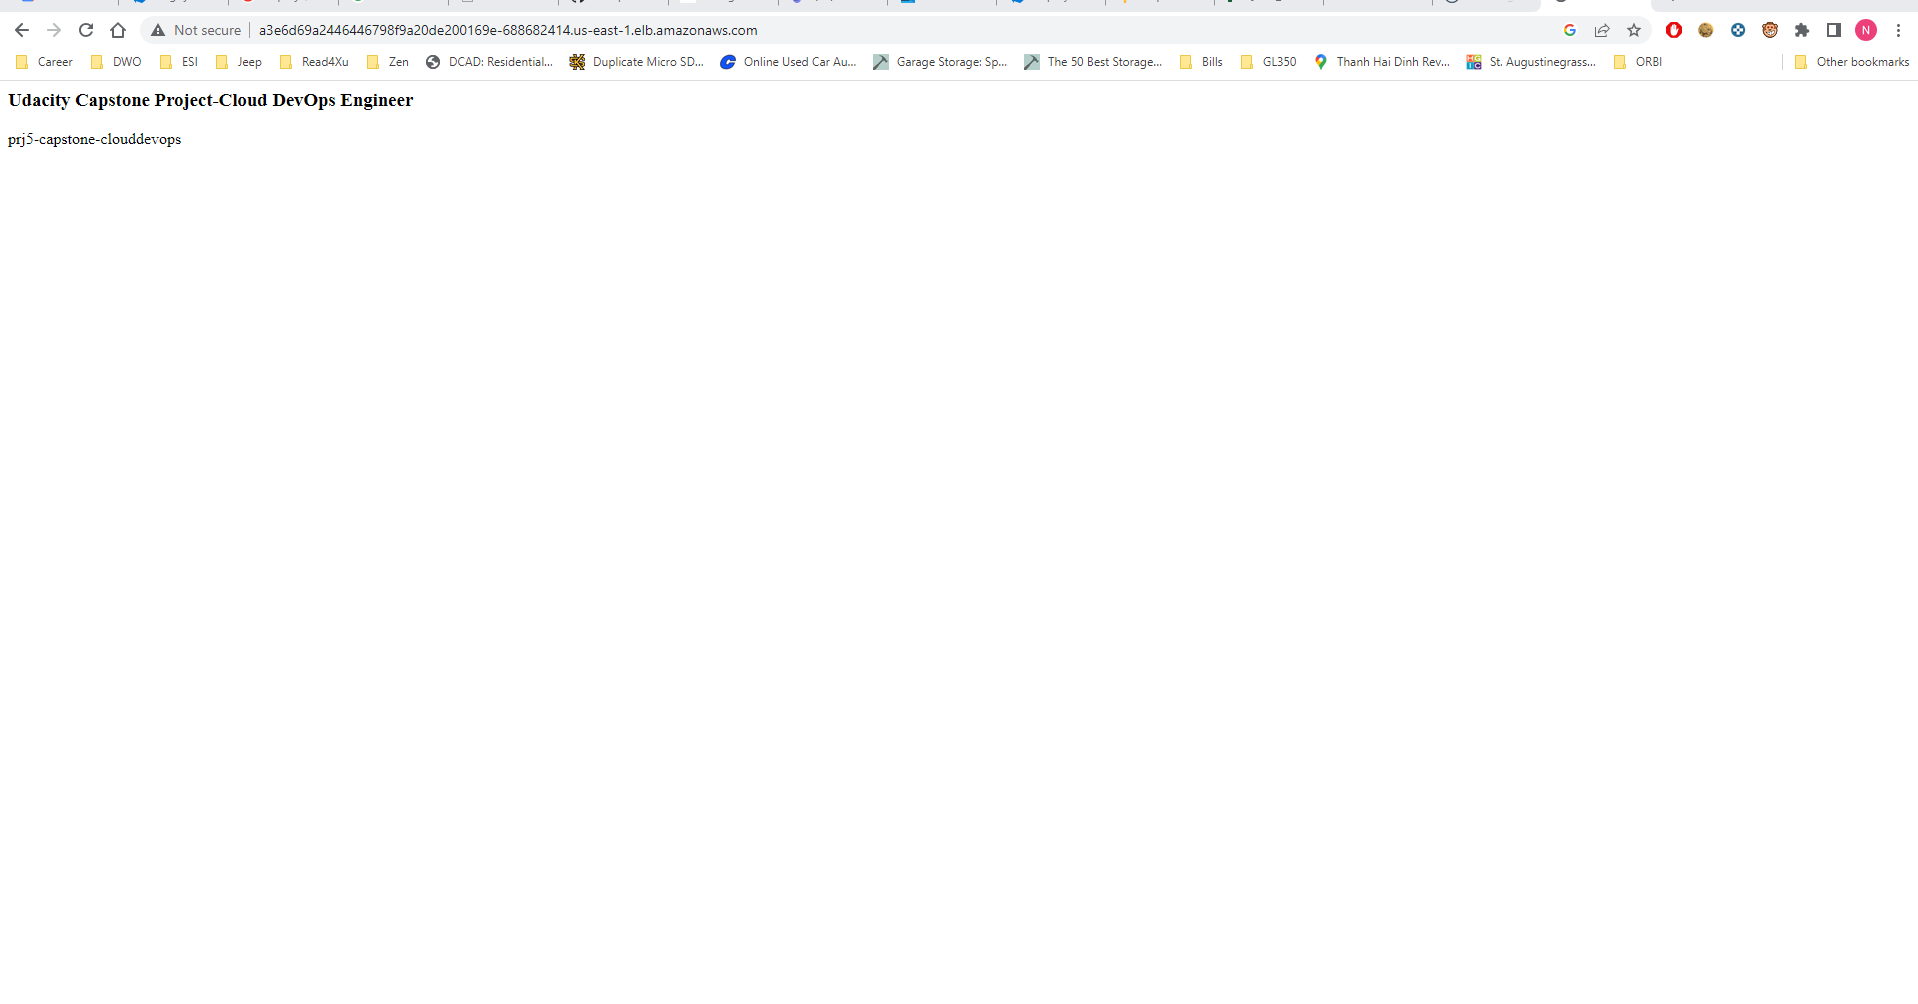 Not secure a3e6d69a2446446798f9a20de200169e-688682414.us-east-1.elb.amazonaws.com N
Career DWO ESI Jeep Read4Xu Zen DCAD: Residential... Duplicate Micro SD... Online Used Car Au... Garage Storage: Sp... The 50 Best Storage... Bills GL350 Thanh Hai Dinh Rev... St. Augustinegrass... ORBI Other bookmarks
Udacity Capstone Project-Cloud DevOps Engineer
prj5-capstone-clouddevops